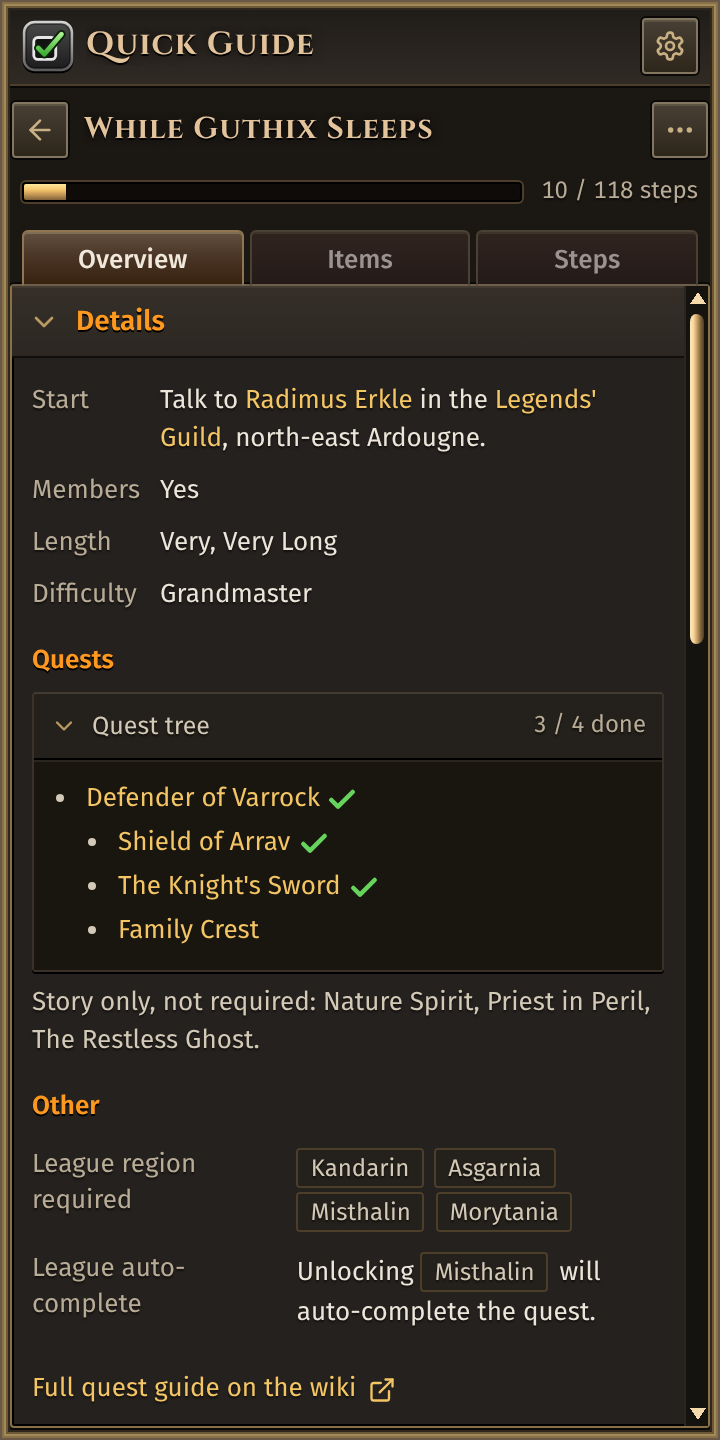 Quick Guide
While Guthix Sleeps
10 / 118 steps
Overview
Items
Steps
Details
Start
Talk to Radimus Erkle in the Legends'
Guild, north-east Ardougne.
Members
Yes
Length
Very, Very Long
Difficulty
Grandmaster
Quests
Quest tree
3 / 4 done
Defender of Varrock
Shield of Arrav
The Knight's Sword
Family Crest
Story only, not required: Nature Spirit, Priest in Peril,
The Restless Ghost.
Other
League region
required
Kandarin
Asgarnia
Misthalin
Morytania
League auto-
complete
Unlocking Misthalin will
auto-complete the quest.
Full quest guide on the wiki